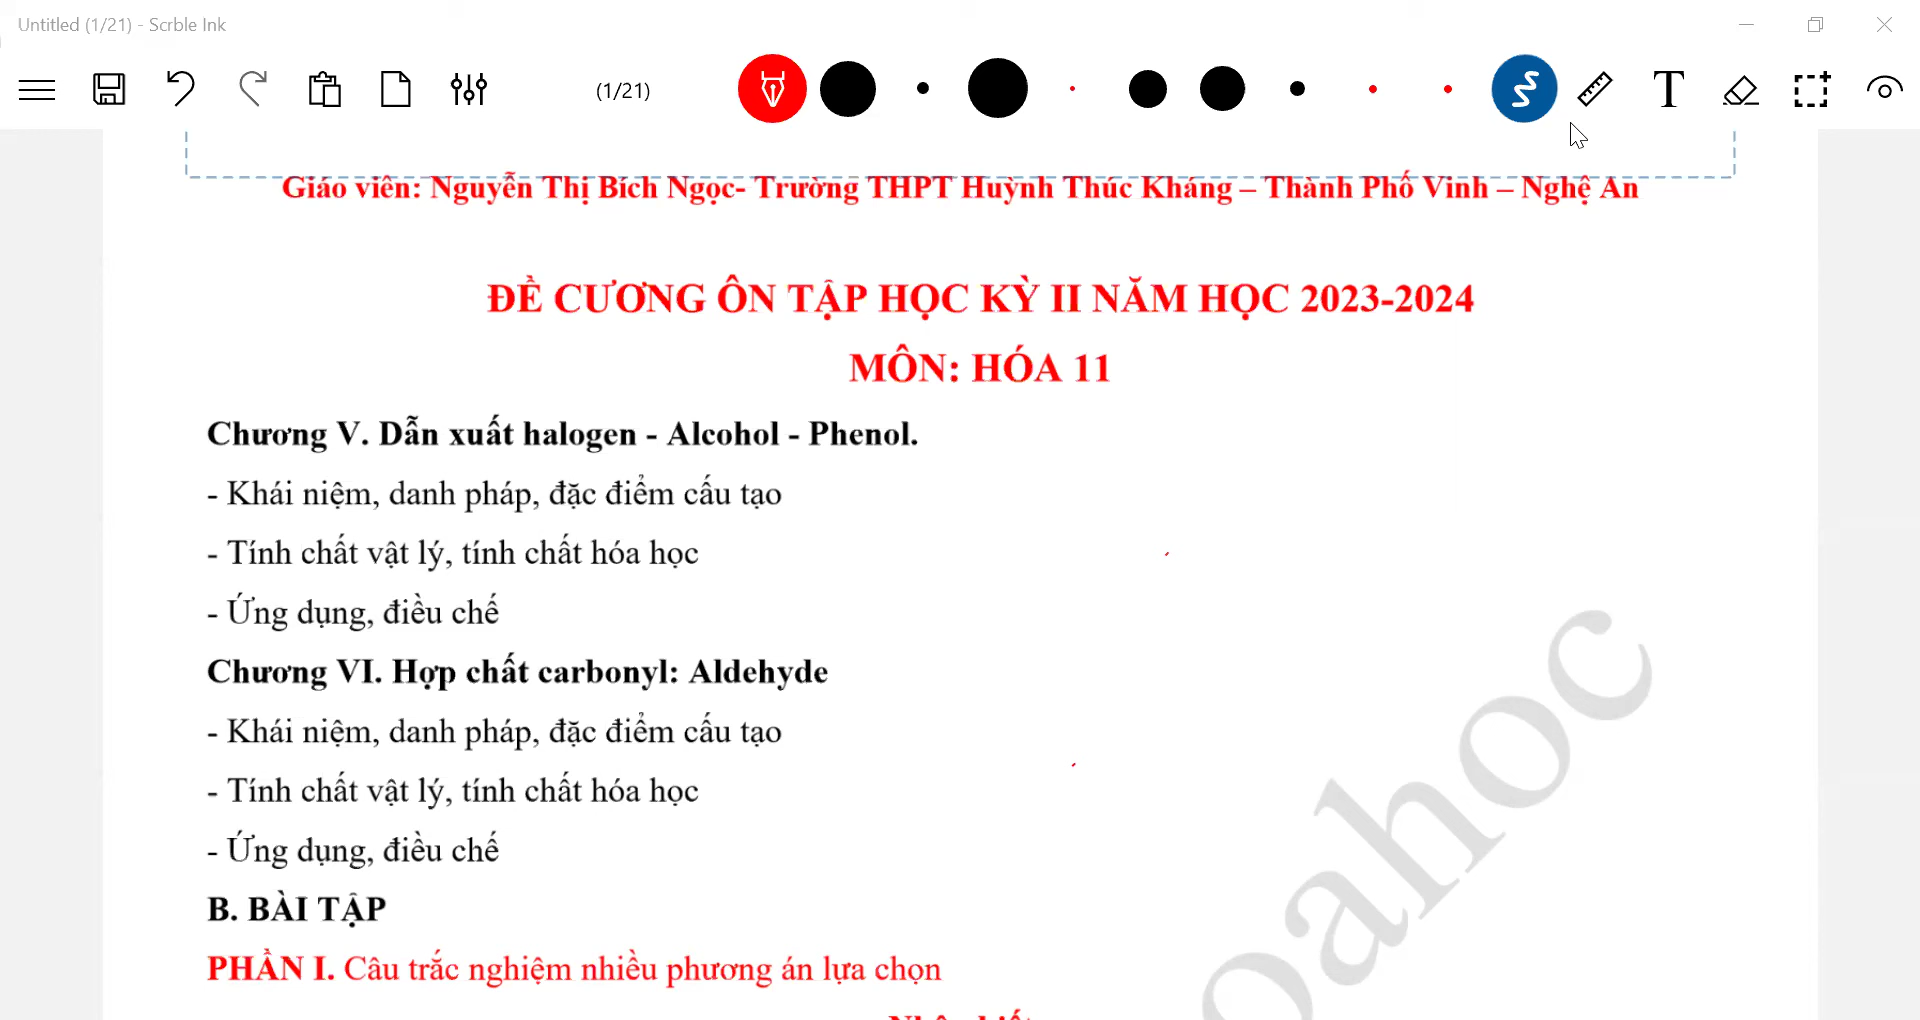 Untitled (1/21) - Scrble Ink
(1/21)
T
Giáo viên: Nguyễn Thị Bích Ngọc- Trường THPT Huỳnh Thúc Kháng – Thành Phố Vinh – Nghệ An
ĐỀ CƯƠNG ÔN TẬP HỌC KỲ II NĂM HỌC 2023-2024
MÔN: HÓA 11
Chương V. Dẫn xuất halogen - Alcohol - Phenol.
- Khái niệm, danh pháp, đặc điểm cấu tạo
- Tính chất vật lý, tính chất hóa học
- Ứng dụng, điều chế
Chương VI. Hợp chất carbonyl: Aldehyde
- Khái niệm, danh pháp, đặc điểm cấu tạo
- Tính chất vật lý, tính chất hóa học
- Ứng dụng, điều chế
B. BÀI TẬP
PHẦN I. Câu trắc nghiệm nhiều phương án lựa chọn
oahoc